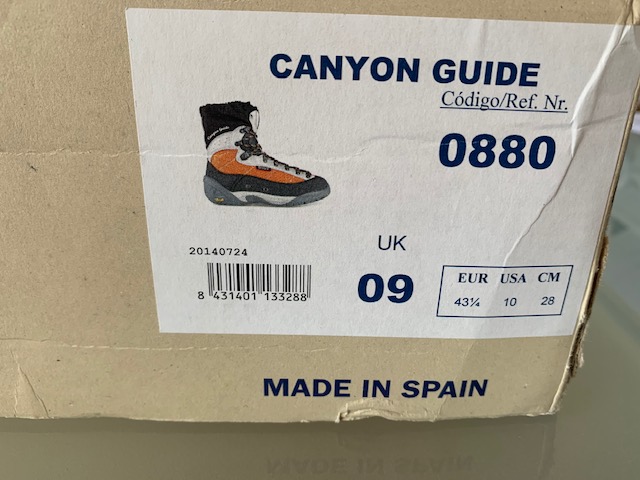 CANYON GUIDE
Código/Ref. Nr.
0880
20140724
8 431401 133288
UK
09
EUR USA CM
43¼ 10 28
MADE IN SPAIN